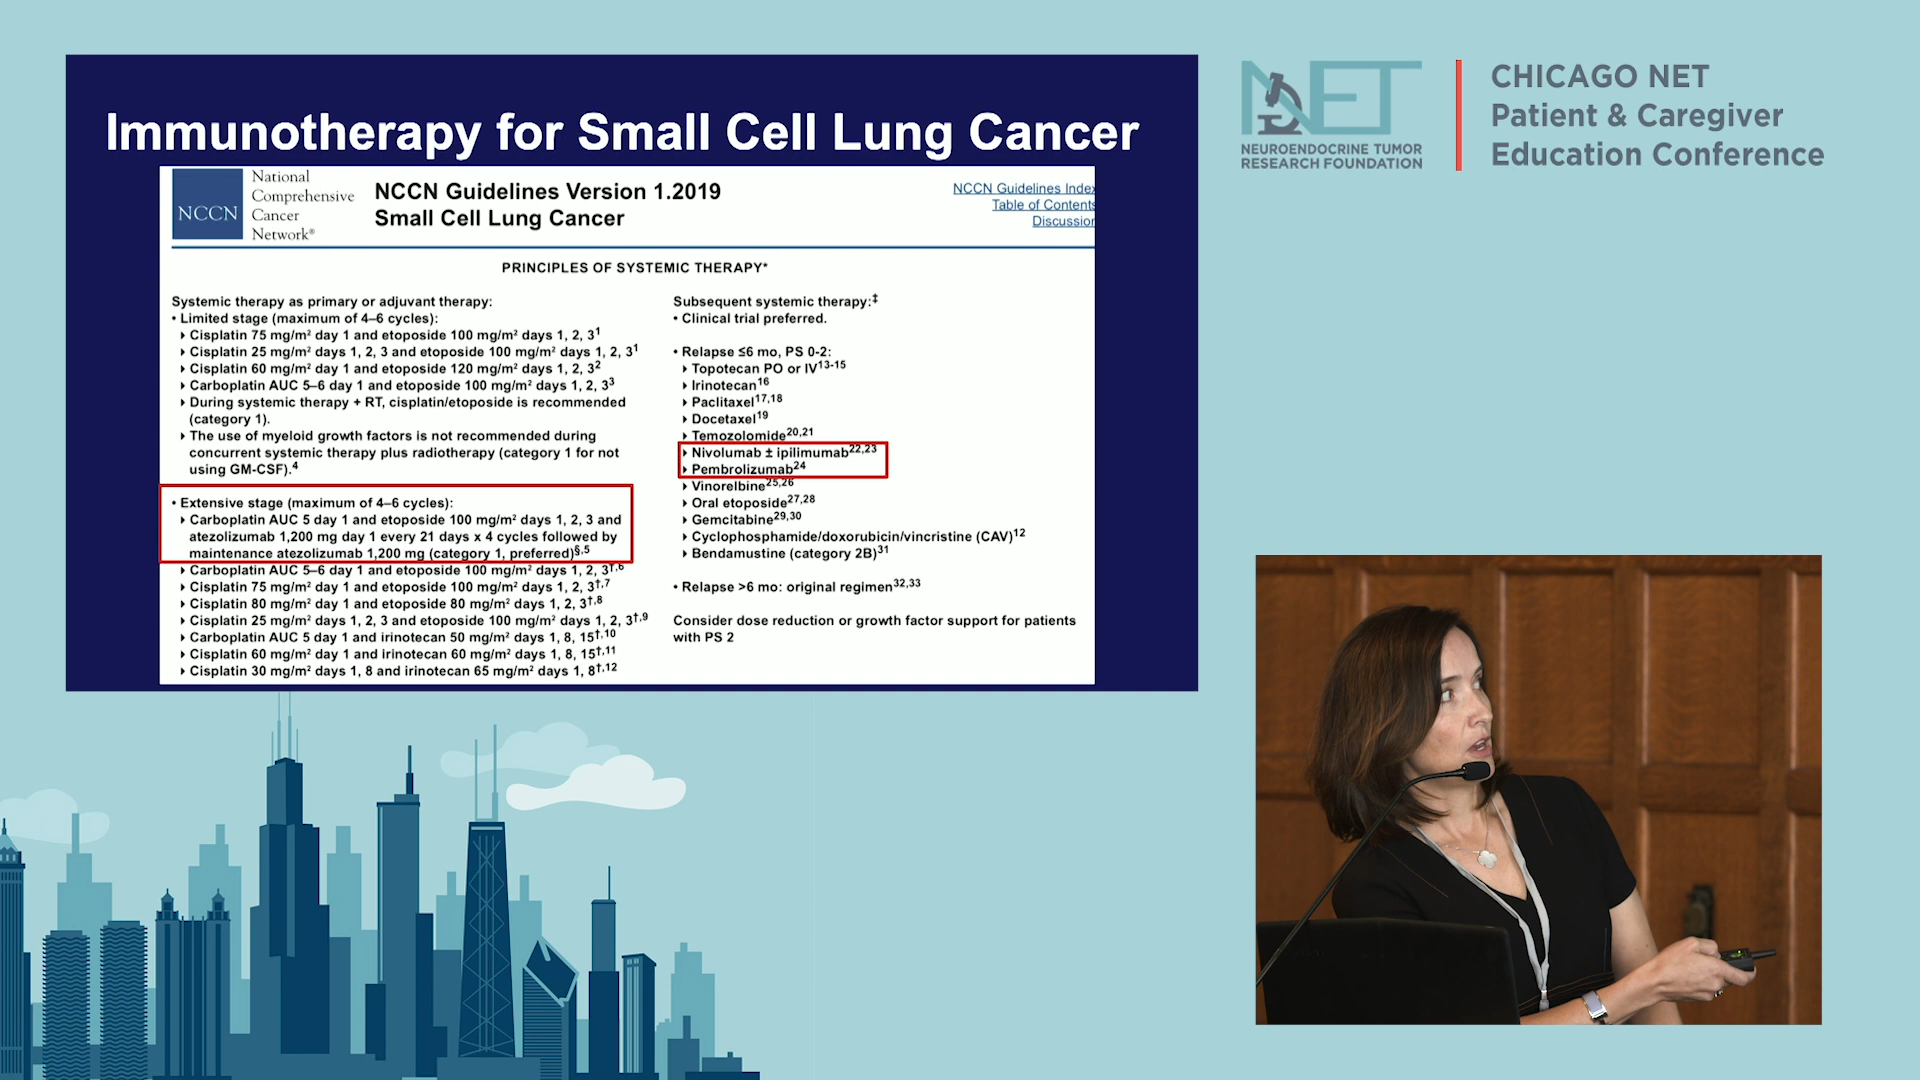 Immunotherapy for Small Cell Lung Cancer
NCCN
National
Comprehensive
Cancer
Network®
NCCN Guidelines Version 1.2019
Small Cell Lung Cancer
NCCN Guidelines Index
Table of Contents
Discussion
PRINCIPLES OF SYSTEMIC THERAPY*
Systemic therapy as primary or adjuvant therapy:
• Limited stage (maximum of 4–6 cycles):
‣ Cisplatin 75 mg/m² day 1 and etoposide 100 mg/m² days 1, 2, 3¹
‣ Cisplatin 25 mg/m² days 1, 2, 3 and etoposide 100 mg/m² days 1, 2, 3¹
‣ Cisplatin 60 mg/m² day 1 and etoposide 120 mg/m² days 1, 2, 3²
‣ Carboplatin AUC 5–6 day 1 and etoposide 100 mg/m² days 1, 2, 3³
‣ During systemic therapy + RT, cisplatin/etoposide is recommended
(category 1).
‣ The use of myeloid growth factors is not recommended during
concurrent systemic therapy plus radiotherapy (category 1 for not
using GM-CSF).⁴
• Extensive stage (maximum of 4–6 cycles):
‣ Carboplatin AUC 5 day 1 and etoposide 100 mg/m² days 1, 2, 3 and
atezolizumab 1,200 mg day 1 every 21 days x 4 cycles followed by
maintenance atezolizumab 1,200 mg (category 1, preferred)§,⁵
‣ Carboplatin AUC 5–6 day 1 and etoposide 100 mg/m² days 1, 2, 3†,⁶
‣ Cisplatin 75 mg/m² day 1 and etoposide 100 mg/m² days 1, 2, 3†,⁷
‣ Cisplatin 80 mg/m² day 1 and etoposide 80 mg/m² days 1, 2, 3†,⁸
‣ Cisplatin 25 mg/m² days 1, 2, 3 and etoposide 100 mg/m² days 1, 2, 3†,⁹
‣ Carboplatin AUC 5 day 1 and irinotecan 50 mg/m² days 1, 8, 15†,¹⁰
‣ Cisplatin 60 mg/m² day 1 and irinotecan 60 mg/m² days 1, 8, 15†,¹¹
‣ Cisplatin 30 mg/m² days 1, 8 and irinotecan 65 mg/m² days 1, 8†,¹²
Subsequent systemic therapy:‡
• Clinical trial preferred.
• Relapse ≤6 mo, PS 0-2:
‣ Topotecan PO or IV¹³⁻¹⁵
‣ Irinotecan¹⁶
‣ Paclitaxel¹⁷,¹⁸
‣ Docetaxel¹⁹
‣ Temozolomide²⁰,²¹
‣ Nivolumab ± ipilimumab²²,²³
‣ Pembrolizumab²⁴
‣ Vinorelbine²⁵,²⁶
‣ Oral etoposide²⁷,²⁸
‣ Gemcitabine²⁹,³⁰
‣ Cyclophosphamide/doxorubicin/vincristine (CAV)¹²
‣ Bendamustine (category 2B)³¹
• Relapse >6 mo: original regimen³²,³³
Consider dose reduction or growth factor support for patients
with PS 2
NET
NEUROENDOCRINE TUMOR
RESEARCH FOUNDATION
CHICAGO NET
Patient & Caregiver
Education Conference